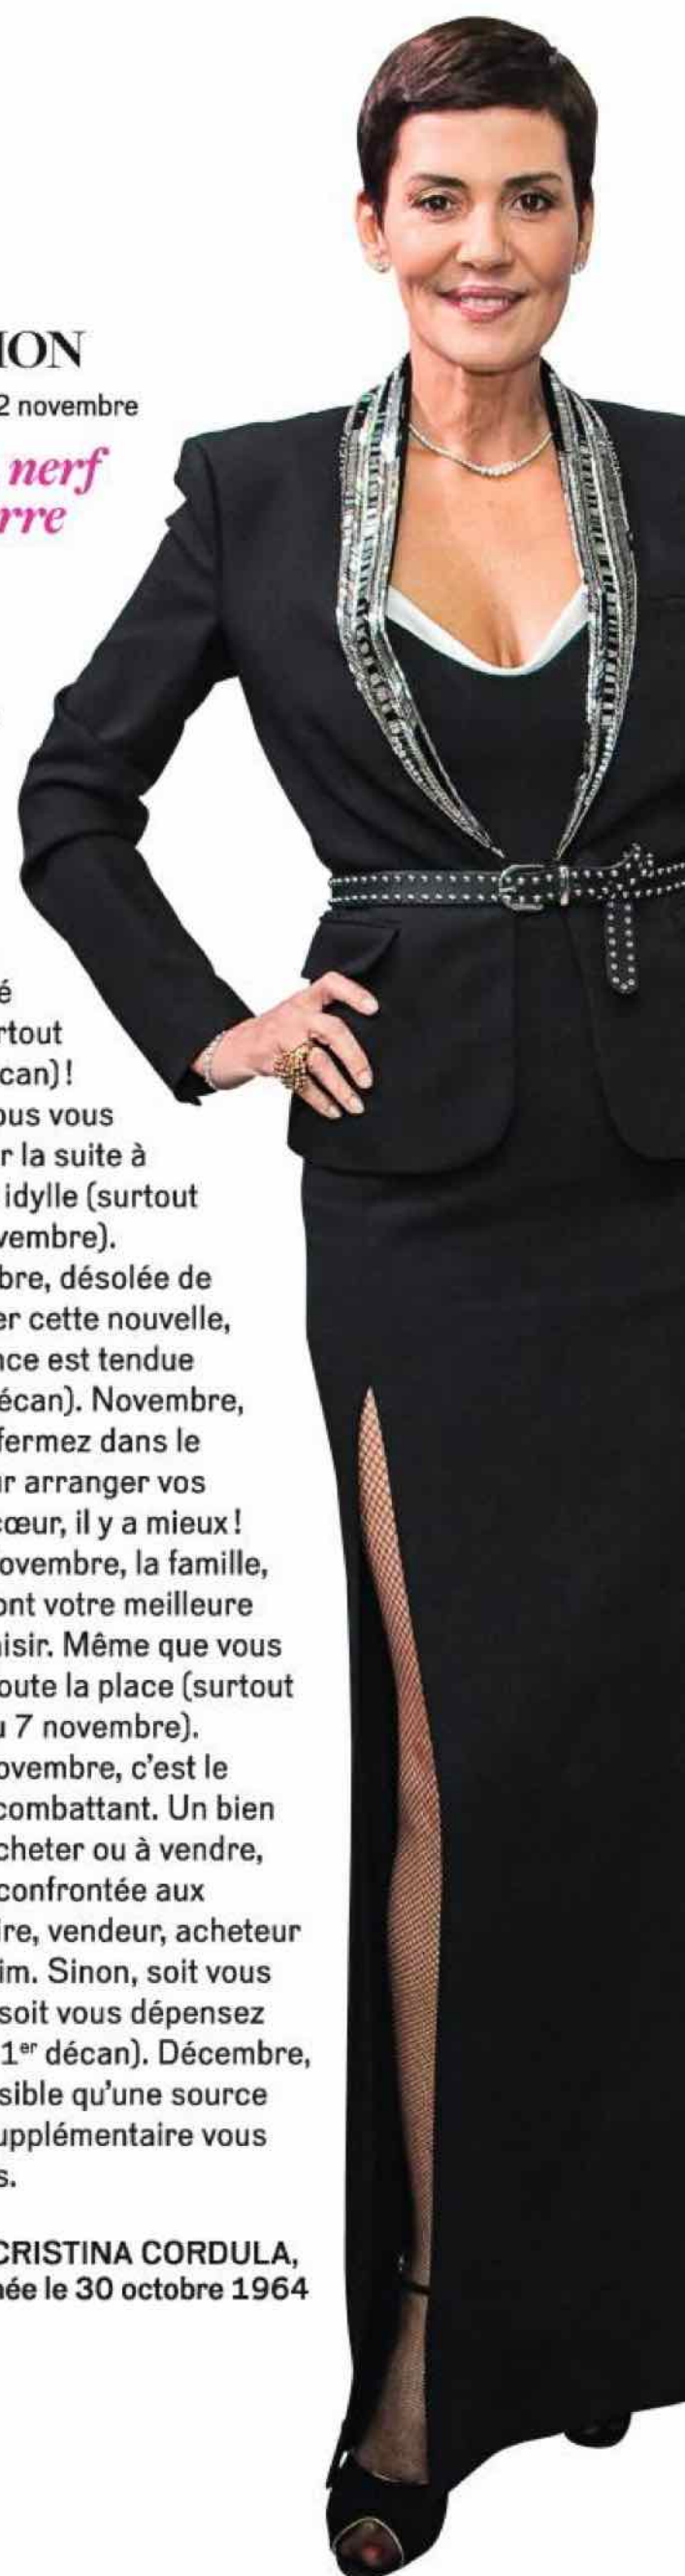 ION
2 novembre
nerf
rre
é
rtout
can) !
ous vous
r la suite à
idylle (surtout
vembre).
bre, désolée de
er cette nouvelle,
nce est tendue
écan). Novembre,
fermez dans le
ur arranger vos
cœur, il y a mieux !
ovembre, la famille,
ont votre meilleure
isir. Même que vous
oute la place (surtout
u 7 novembre).
ovembre, c'est le
combattant. Un bien
cheter ou à vendre,
confrontée aux
ire, vendeur, acheteur
im. Sinon, soit vous
soit vous dépensez
1er décan). Décembre,
sible qu'une source
upplémentaire vous
s.
CRISTINA CORDULA,
née le 30 octobre 1964